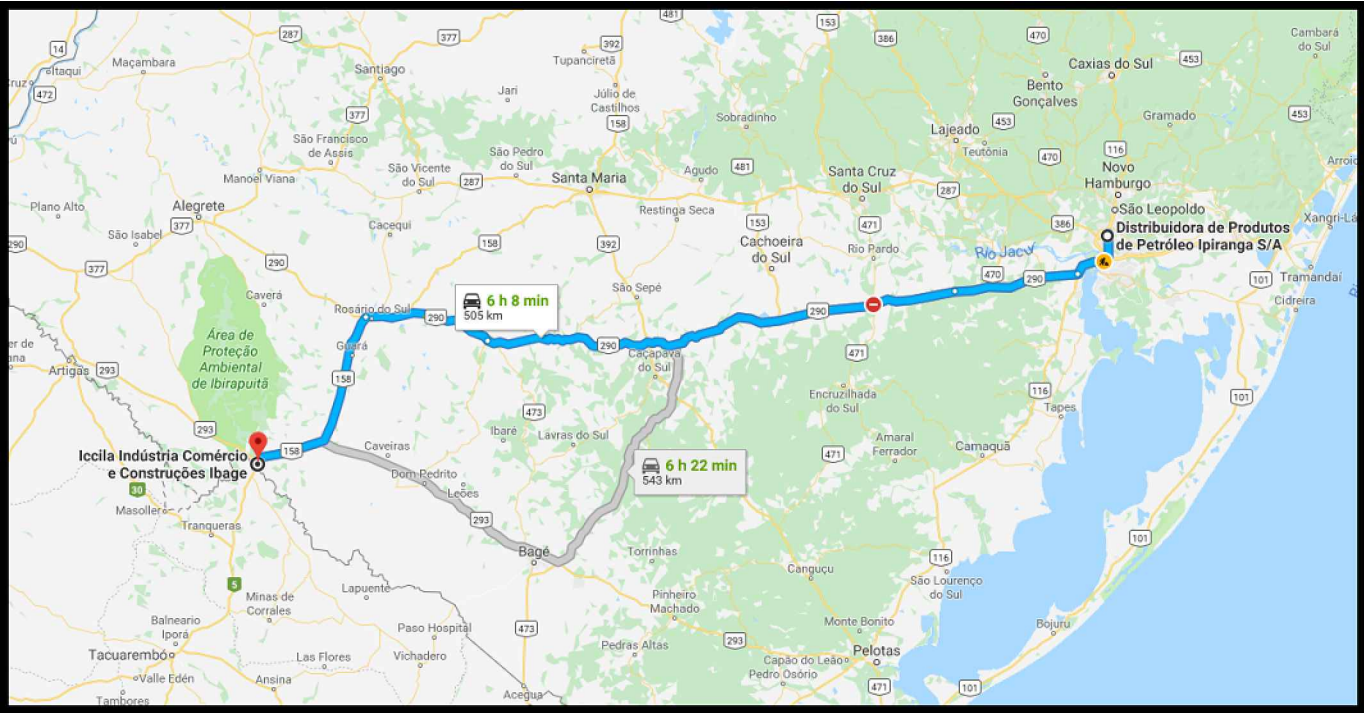 481
153
14
287
377
392
386
470
Cambará
do Sul
Itaqui
Maçambara
Tupanciretã
Caxias do Sul
453
Cruz
472
Santiago
Jari
Júlio de
Castilhos
Bento
Gonçalves
377
158
Sobradinho
Lajeado
453
Gramado
453
São Francisco
de Assis
São Vicente
do Sul
São Pedro
do Sul
Teutônia
116
470
Manoel Viana
287
Santa Maria
Agudo
481
Santa Cruz
do Sul
287
Novo
Hamburgo
Arroio
Plano Alto
Alegrete
377
Restinga Seca
São Leopoldo
Xangri-Lá
290
São Isabel
Cacequi
158
392
153
Cachoeira
do Sul
471
Rio Pardo
386
Distribuidora de Produtos
de Petróleo Ipiranga S/A
Rio Jacuí
377
290
São Sepé
470
290
101
Tramandaí
Caverá
Rosário do Sul
290
6 h 8 min
505 km
290
Cidreira
Área de
Proteção
Ambiental
de Ibirapuitã
Guará
290
Caçapava
do Sul
471
er de
ana
Artigas
293
158
Encruzilhada
do Sul
116
Tapes
101
293
473
Ibaré
Lavras do Sul
Amaral
Ferrador
Camaquã
158
Caveiras
471
Iccila Indústria Comércio
e Construções Ibage
Dom Pedrito
6 h 22 min
543 km
30
Masoller
Leões
293
Tranqueras
Bagé
Torrinhas
101
116
5
Lapuente
Canguçu
São Lourenço
do Sul
Minas de
Corrales
Pinheiro
Machado
Balneario
Iporá
Paso Hospital
473
293
Monte Bonito
Bojuru
Tacuarembó
Las Flores
Vichadero
Pedras Altas
Pelotas
Valle Edén
Ansina
Capão do Leão
Pedro Osório
Tambores
Acegua
471
101